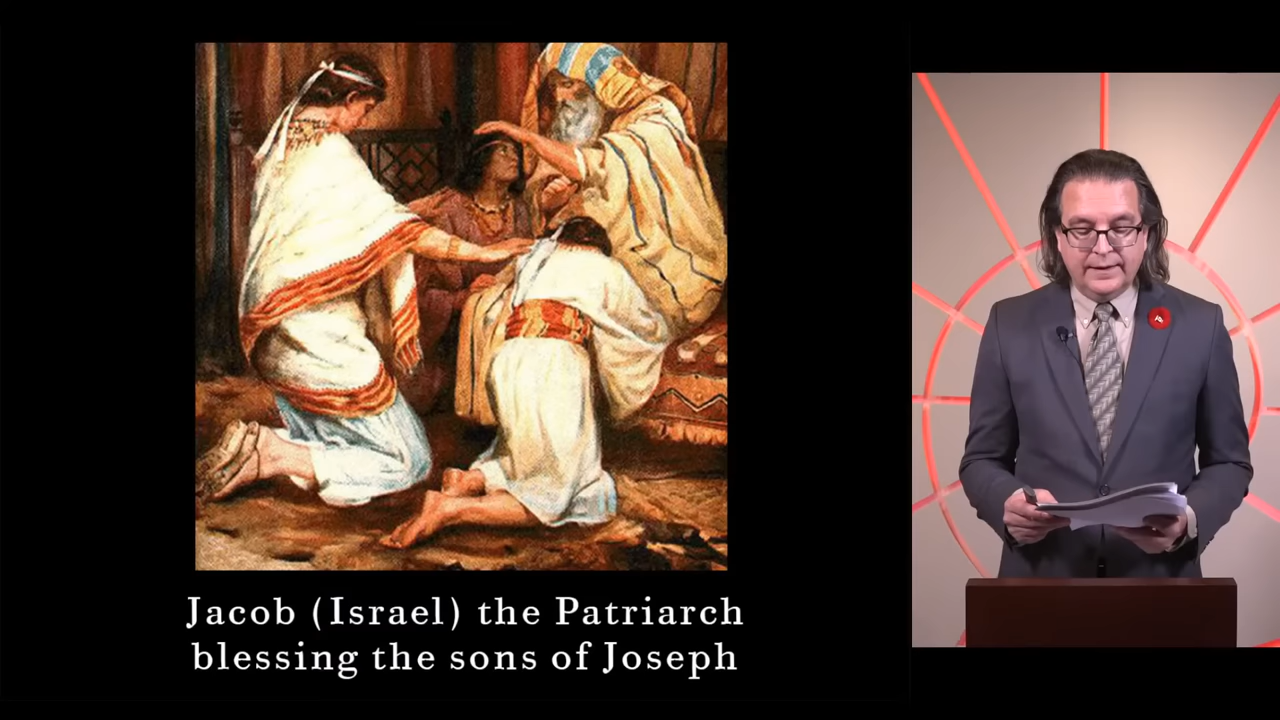 Jacob (Israel) the Patriarch
blessing the sons of Joseph